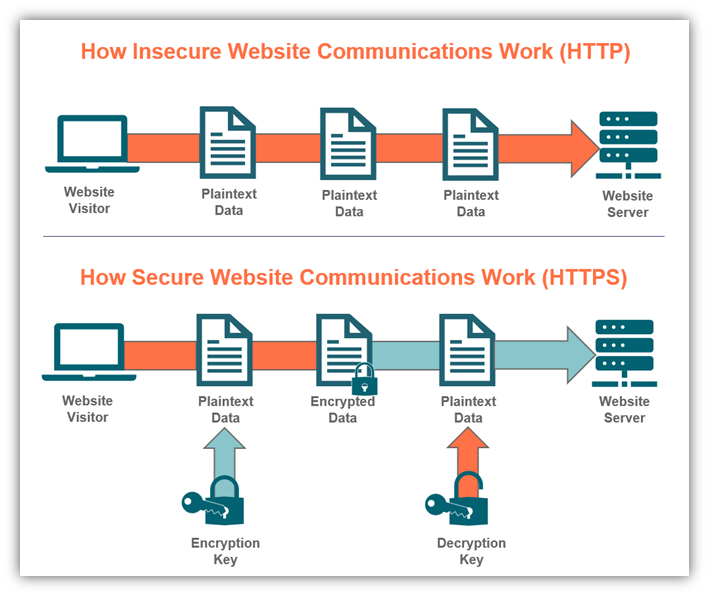 How Insecure Website Communications Work (HTTP)
Website
Visitor
Plaintext
Data
Plaintext
Data
Plaintext
Data
Website
Server
How Secure Website Communications Work (HTTPS)
Website
Visitor
Plaintext
Data
Encrypted
Data
Plaintext
Data
Website
Server
Encryption
Key
Decryption
Key